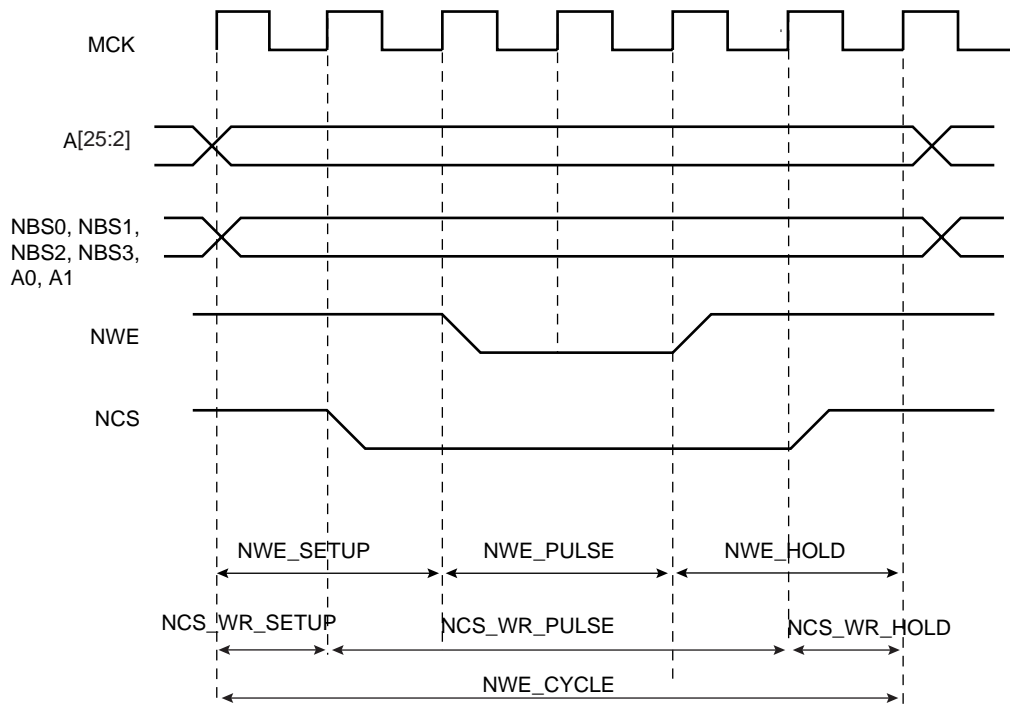 MCK
A[25:2]
NBS0, NBS1,
NBS2, NBS3,
A0, A1
NWE
NCS
NWE_SETUP
NWE_PULSE
NWE_HOLD
NCS_WR_SETUP
NCS_WR_PULSE
NCS_WR_HOLD
NWE_CYCLE